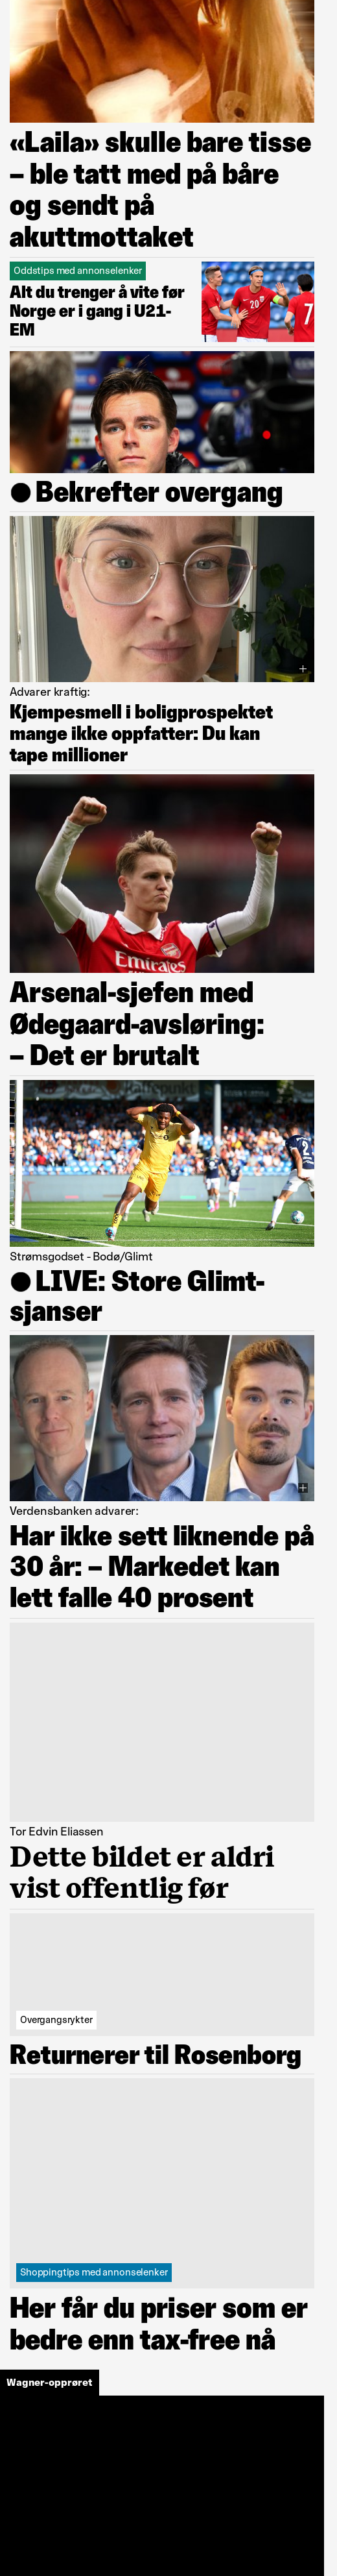 «Laila» skulle bare tisse
– ble tatt med på båre
og sendt på
akuttmottaket
Oddstips med annonselenker
Alt du trenger å vite før
Norge er i gang i U21-
EM
20
7
● Bekrefter overgang
Advarer kraftig:
Kjempesmell i boligprospektet
mange ikke oppfatter: Du kan
tape millioner
Emirates
Arsenal-sjefen med
Ødegaard-avsløring:
– Det er brutalt
Strømsgodset - Bodø/Glimt
● LIVE: Store Glimt-
sjanser
Verdensbanken advarer:
Har ikke sett liknende på
30 år: – Markedet kan
lett falle 40 prosent
Tor Edvin Eliassen
Dette bildet er aldri
vist offentlig før
Overgangsrykter
Returnerer til Rosenborg
Shoppingtips med annonselenker
Her får du priser som er
bedre enn tax-free nå
Wagner-opprøret